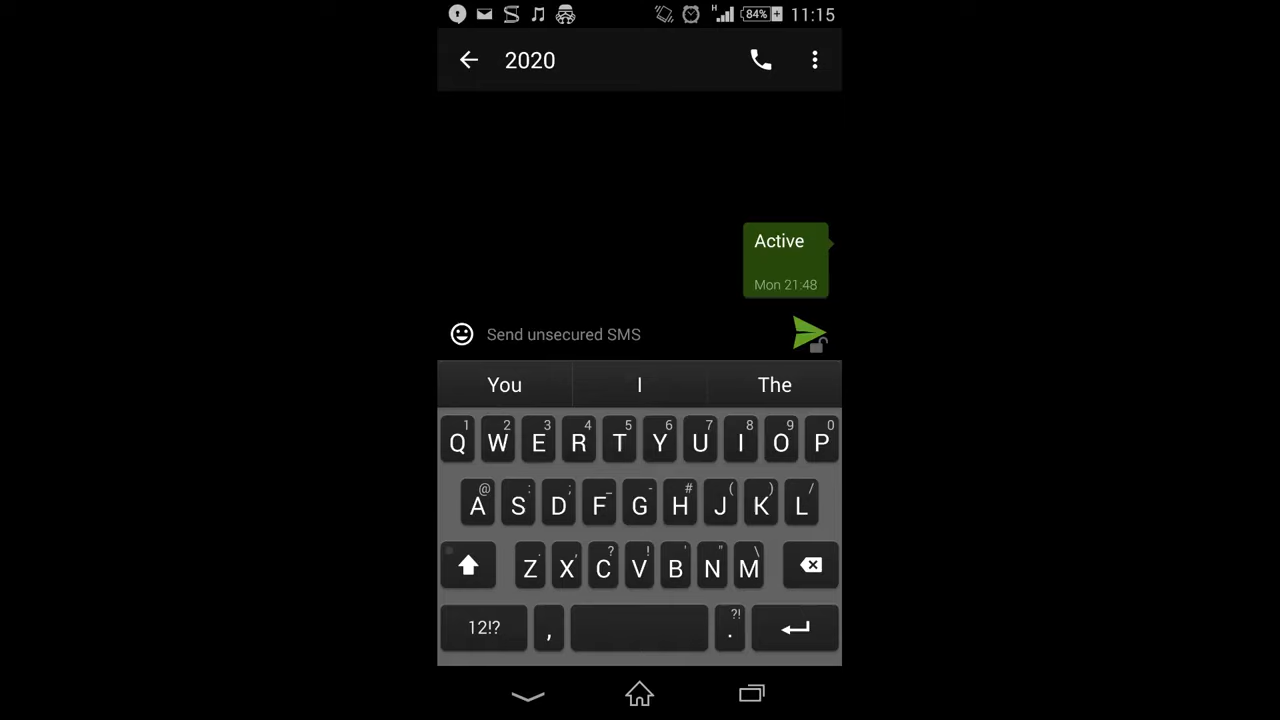 H 84% 11:15
2020
Active
Mon 21:48
Send unsecured SMS
You I The
1 2 3 4 5 6 7 8 9 0
Q W E R T Y U I O P
@ : ; _ - # ( ) /
A S D F G H J K L
. , ? ! ' " \
Z X C V B N M
?!
12!? , .